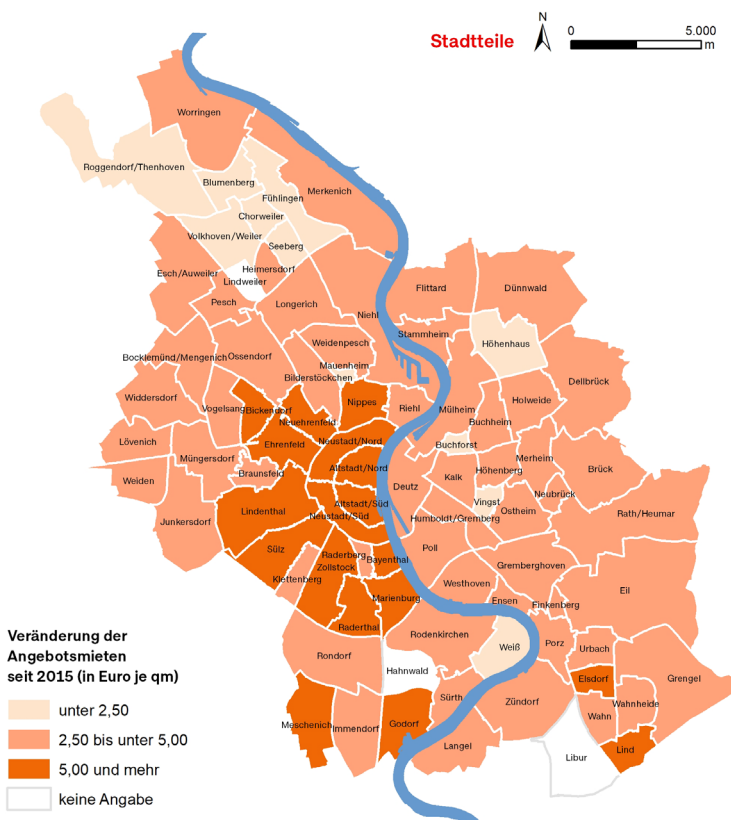 Stadtteile
N
0 5.000
m
Worringen
Roggendorf/Thenhoven
Blumenberg
Merkenich
Fühlingen
Chorweiler
Volkhoven/Weiler
Seeberg
Heimersdorf
Esch/Auweiler
Lindweiler
Flittard
Dünnwald
Pesch
Longerich
Niehl
Stammheim
Weidenpesch
Höhenhaus
Bocklemünd/Mengenich
Ossendorf
Mauenheim
Bilderstöckchen
Dellbrück
Widdersdorf
Nippes
Holweide
Vogelsang
Bickendorf
Riehl
Mülheim
Neuehrenfeld
Buchheim
Lövenich
Ehrenfeld
Neustadt/Nord
Buchforst
Müngersdorf
Merheim
Altstadt/Nord
Höhenberg
Brück
Weiden
Braunsfeld
Kalk
Deutz
Neubrück
Vingst
Altstadt/Süd
Lindenthal
Ostheim
Rath/Heumar
Neustadt/Süd
Humboldt/Gremberg
Junkersdorf
Sülz
Poll
Raderberg
Bayenthal
Zollstock
Gremberghoven
Klettenberg
Westhoven
Eil
Marienburg
Ensen
Finkenberg
Raderthal
Rodenkirchen
Weiß
Porz
Urbach
Rondorf
Hahnwald
Elsdorf
Grengel
Sürth
Zündorf
Wahnheide
Meschenich
Immendorf
Godorf
Wahn
Langel
Lind
Libur
Veränderung der
Angebotsmieten
seit 2015 (in Euro je qm)
unter 2,50
2,50 bis unter 5,00
5,00 und mehr
keine Angabe